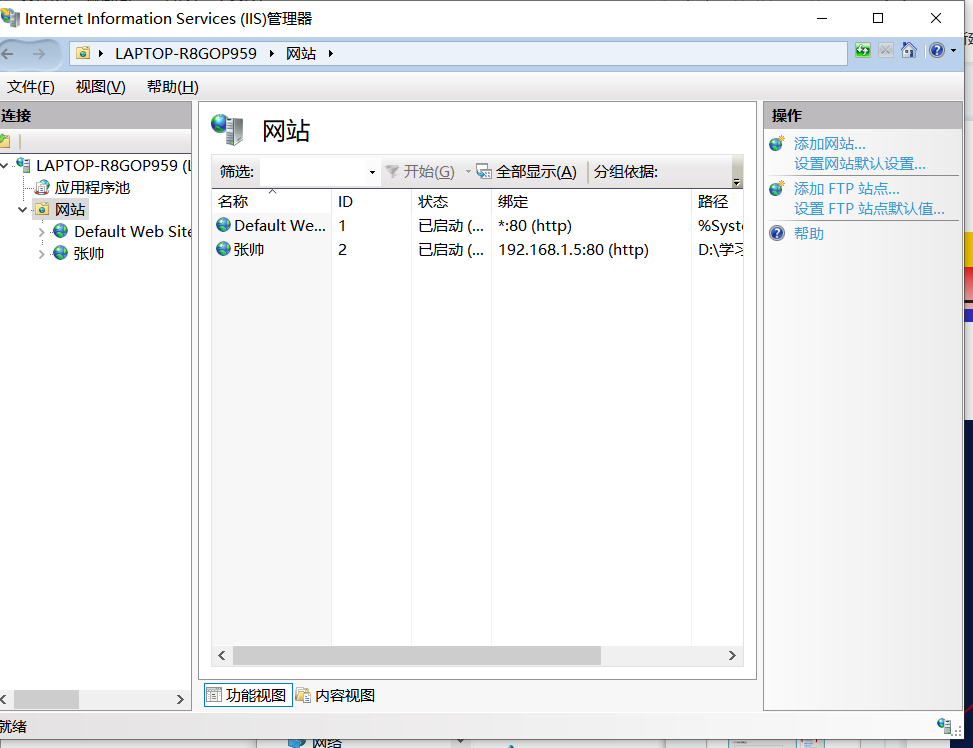 Internet Information Services (IIS)管理器
LAPTOP-R8GOP959 网站
文件(F) 视图(V) 帮助(H)
连接
LAPTOP-R8GOP959 (L
应用程序池
网站
Default Web Site
张帅
网站
筛选: 开始(G) 全部显示(A) 分组依据:
名称 ID 状态 绑定 路径
Default We... 1 已启动 (... *:80 (http) %Syste
张帅 2 已启动 (... 192.168.1.5:80 (http) D:\学习
功能视图 内容视图
操作
添加网站...
设置网站默认设置...
添加 FTP 站点...
设置 FTP 站点默认值...
帮助
就绪
网络